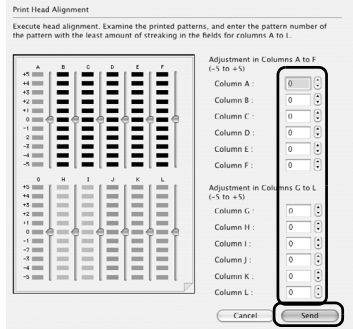 Print Head Alignment
Execute head alignment. Examine the printed patterns, and enter the pattern number of
the pattern with the least amount of streaking in the fields for columns A to L.
A B C D E F
+5
+4
+3
+2
+1
0
-1
-2
-3
-4
-5
G H I J K L
+5
+4
+3
+2
+1
0
-1
-2
-3
-4
-5
Adjustment in Columns A to F
(-5 to +5)
Column A : 0
Column B : 0
Column C : 0
Column D : 0
Column E : 0
Column F : 0
Adjustment in Columns G to L
(-5 to +5)
Column G : 0
Column H : 0
Column I : 0
Column J : 0
Column K : 0
Column L : 0
Cancel Send